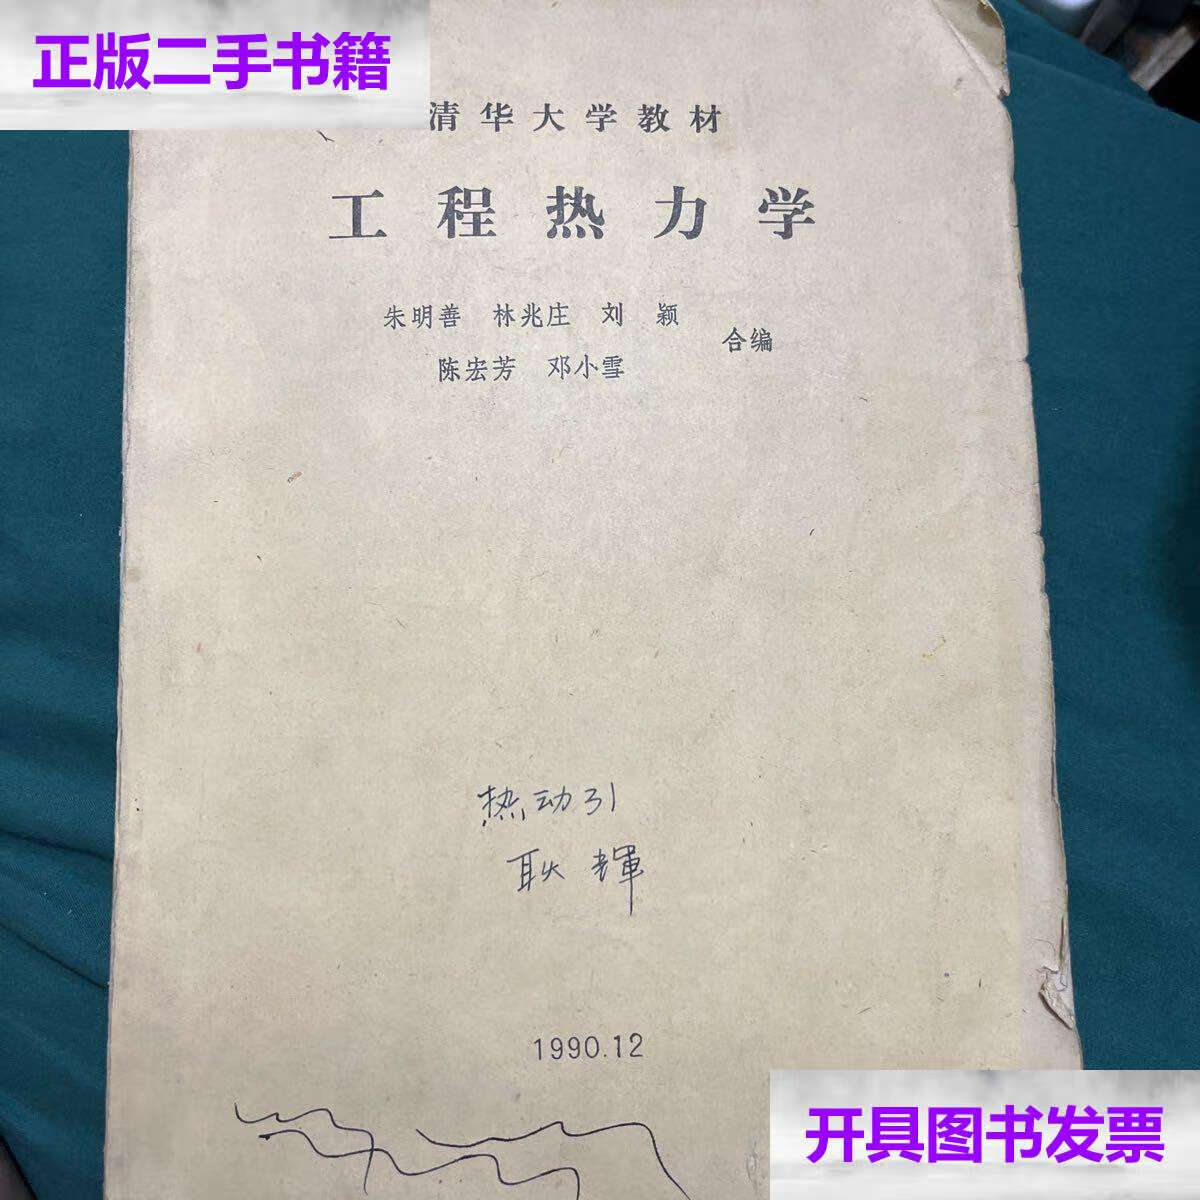 正版二手书籍
清华大学教材
工程热力学
朱明善 林兆庄 刘颖
陈宏芳 邓小雪
合编
热动31
耿辉
1990.12
开具图书发票